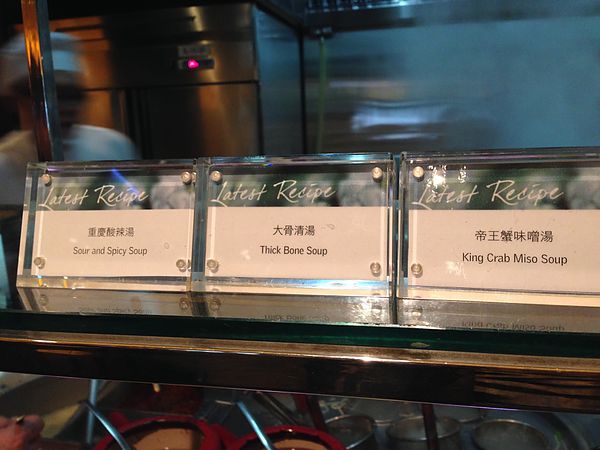 Latest Recipe
重慶酸辣湯
Sour and Spicy Soup
Latest Recipe
大骨清湯
Thick Bone Soup
Latest Recipe
帝王蟹味噌湯
King Crab Miso Soup